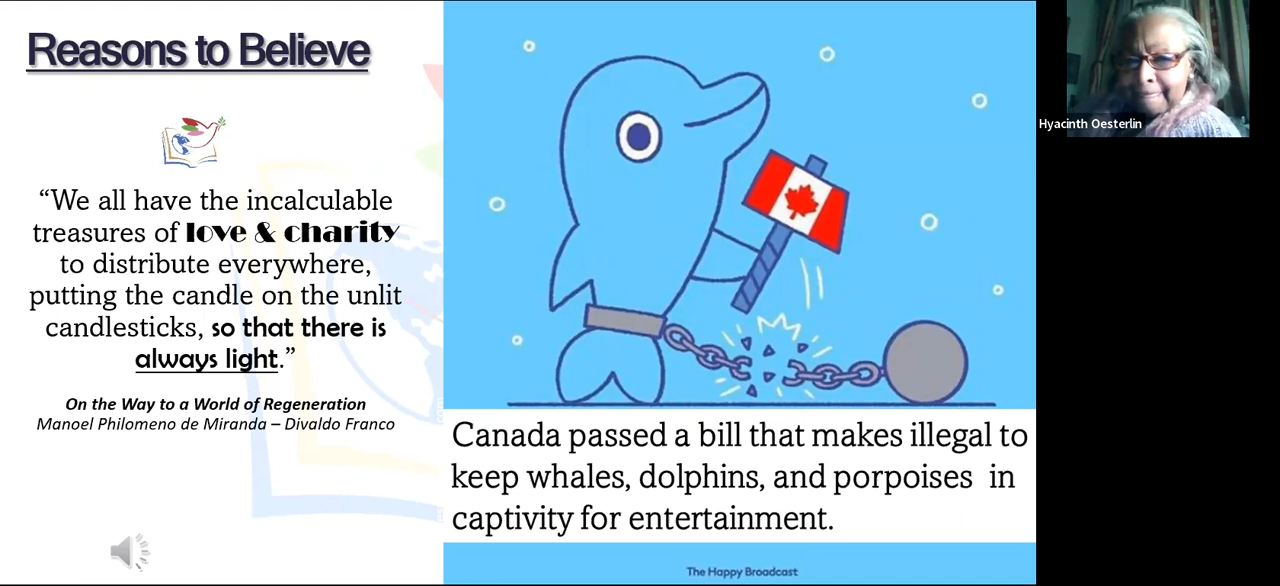 Reasons to Believe
“We all have the incalculable
treasures of love & charity
to distribute everywhere,
putting the candle on the unlit
candlesticks, so that there is
always light.”
On the Way to a World of Regeneration
Manoel Philomeno de Miranda – Divaldo Franco
Canada passed a bill that makes illegal to
keep whales, dolphins, and porpoises in
captivity for entertainment.
The Happy Broadcast
Hyacinth Oesterlin